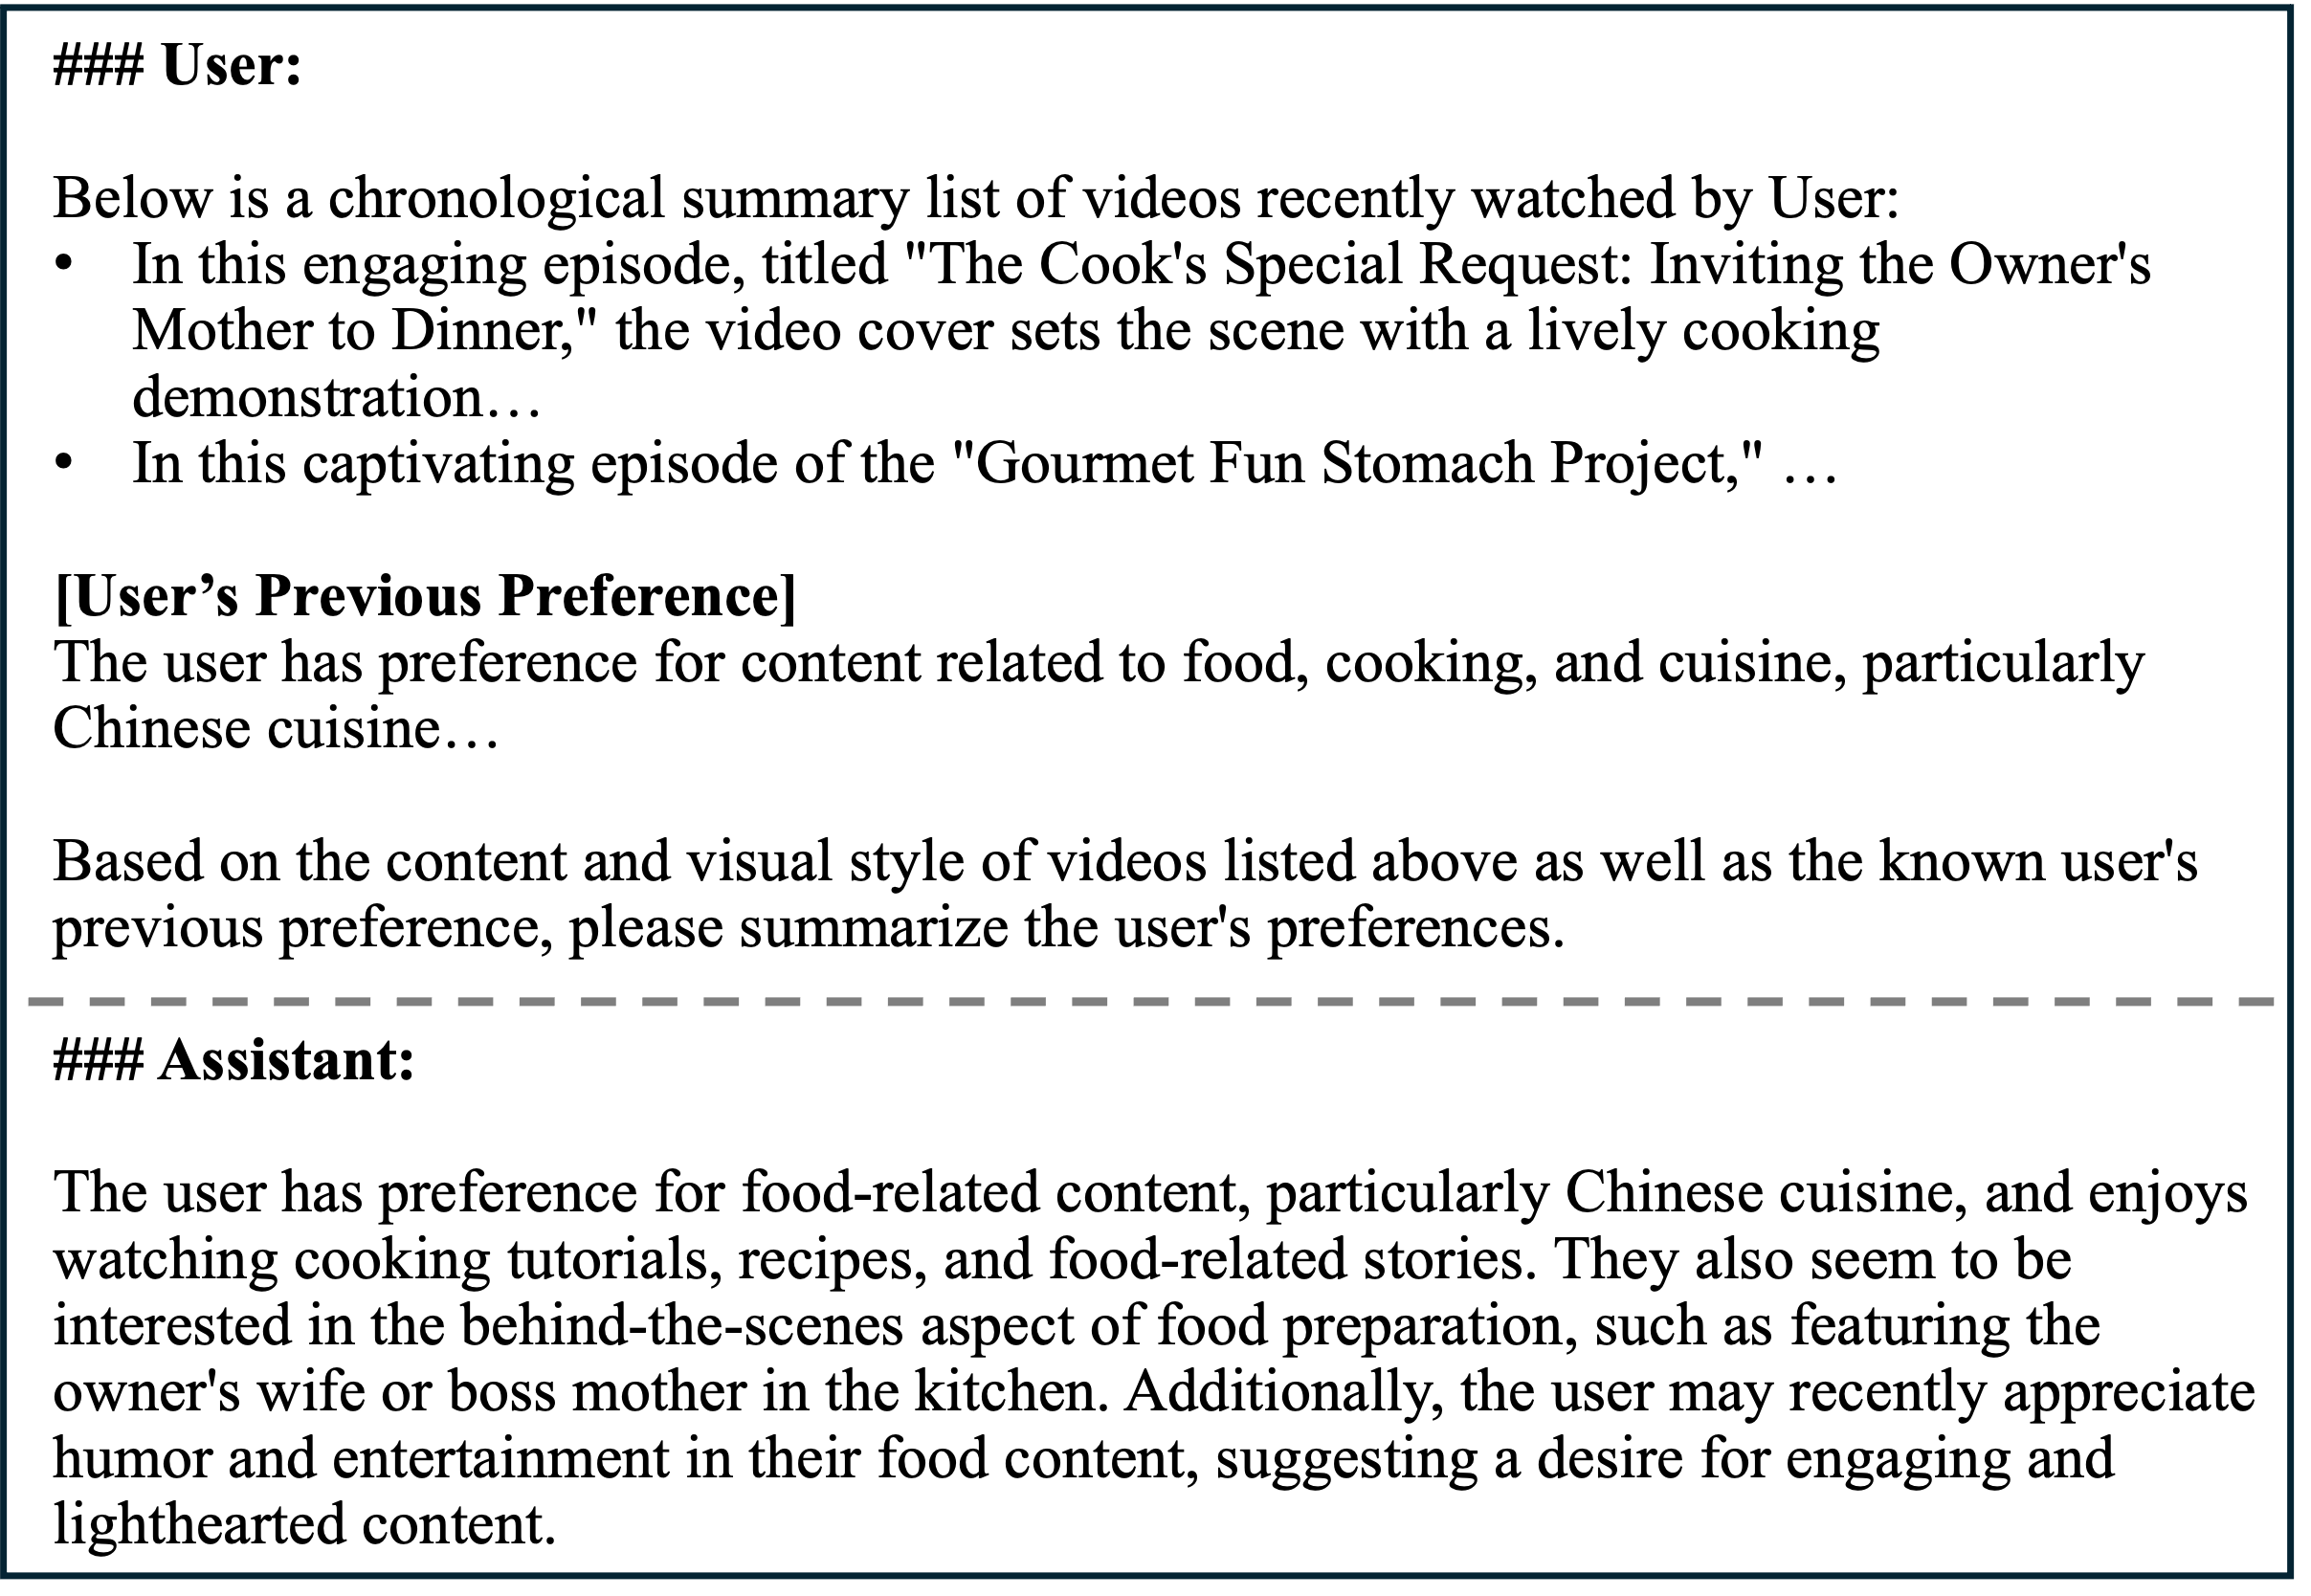 ### User:
Below is a chronological summary list of videos recently watched by User:
• In this engaging episode, titled "The Cook's Special Request: Inviting the Owner's
Mother to Dinner," the video cover sets the scene with a lively cooking
demonstration…
• In this captivating episode of the "Gourmet Fun Stomach Project," …
[User’s Previous Preference]
The user has preference for content related to food, cooking, and cuisine, particularly
Chinese cuisine…
Based on the content and visual style of videos listed above as well as the known user's
previous preference, please summarize the user's preferences.
### Assistant:
The user has preference for food-related content, particularly Chinese cuisine, and enjoys
watching cooking tutorials, recipes, and food-related stories. They also seem to be
interested in the behind-the-scenes aspect of food preparation, such as featuring the
owner's wife or boss mother in the kitchen. Additionally, the user may recently appreciate
humor and entertainment in their food content, suggesting a desire for engaging and
lighthearted content.